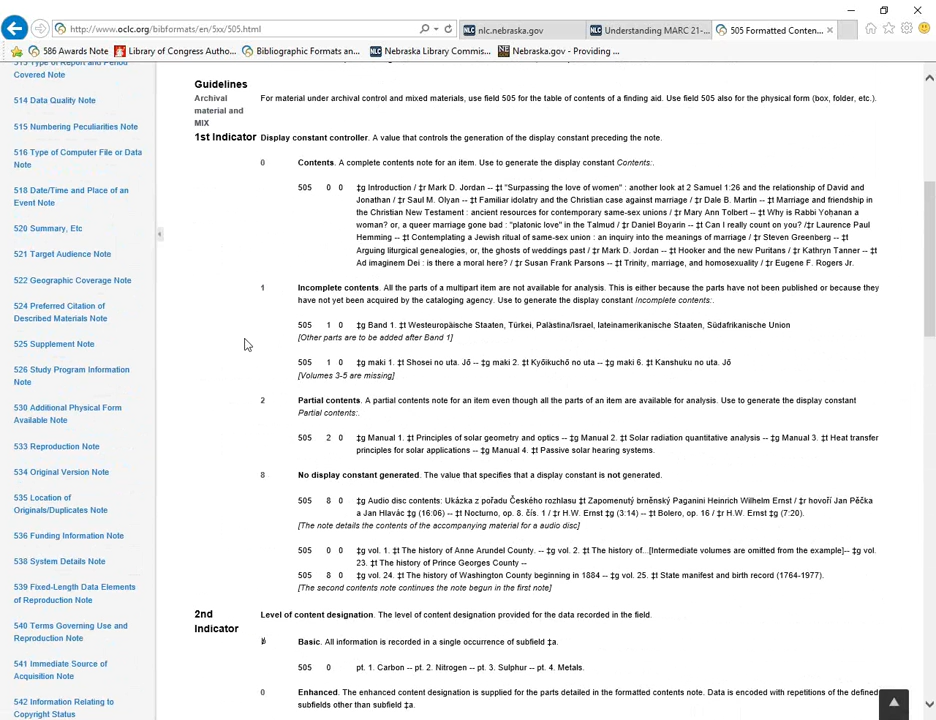 http://www.oclc.org/bibformats/en/5xx/505.html
nlc.nebraska.gov
Understanding MARC 21-...
505 Formatted Conten...
586 Awards Note
Library of Congress Autho...
Bibliographic Formats an...
Nebraska Library Commis...
Nebraska.gov - Providing ...
513 Type of Report and Period
Covered Note
514 Data Quality Note
515 Numbering Peculiarities Note
516 Type of Computer File or Data
Note
518 Date/Time and Place of an
Event Note
520 Summary, Etc
521 Target Audience Note
522 Geographic Coverage Note
524 Preferred Citation of
Described Materials Note
525 Supplement Note
526 Study Program Information
Note
530 Additional Physical Form
Available Note
533 Reproduction Note
534 Original Version Note
535 Location of
Originals/Duplicates Note
536 Funding Information Note
538 System Details Note
539 Fixed-Length Data Elements
of Reproduction Note
540 Terms Governing Use and
Reproduction Note
541 Immediate Source of
Acquisition Note
542 Information Relating to
Copyright Status
Guidelines
Archival
material and
MIX
For material under archival control and mixed materials, use field 505 for the table of contents of a finding aid. Use field 505 also for the physical form (box, folder, etc.).
1st Indicator Display constant controller. A value that controls the generation of the display constant preceding the note.
0 Contents. A complete contents note for an item. Use to generate the display constant Contents:.
505 0 0 ‡g Introduction / ‡r Mark D. Jordan -- ‡t "Surpassing the love of women" : another look at 2 Samuel 1:26 and the relationship of David and
Jonathan / ‡r Saul M. Olyan -- ‡t Familiar idolatry and the Christian case against marriage / ‡r Dale B. Martin -- ‡t Marriage and friendship in
the Christian New Testament : ancient resources for contemporary same-sex unions / ‡r Mary Ann Tolbert -- ‡t Why is Rabbi Yoḥanan a
woman? or, a queer marriage gone bad : "platonic love" in the Talmud / ‡r Daniel Boyarin -- ‡t Can I really count on you? /‡r Laurence Paul
Hemming -- ‡t Contemplating a Jewish ritual of same-sex union : an inquiry into the meanings of marriage / ‡r Steven Greenberg -- ‡t
Arguing liturgical genealogies, or, the ghosts of weddings past / ‡r Mark D. Jordan -- ‡t Hooker and the new Puritans / ‡r Kathryn Tanner -- ‡t
Ad imaginem Dei : is there a moral here? / ‡r Susan Frank Parsons -- ‡t Trinity, marriage, and homosexuality / ‡r Eugene F. Rogers Jr.
1 Incomplete contents. All the parts of a multipart item are not available for analysis. This is either because the parts have not been published or because they
have not yet been acquired by the cataloging agency. Use to generate the display constant Incomplete contents:.
505 1 0 ‡g Band 1. ‡t Westeuropäische Staaten, Türkei, Palästina/Israel, lateinamerikanische Staaten, Südafrikanische Union
[Other parts are to be added after Band 1]
505 1 0 ‡g maki 1. ‡t Shosei no uta. Jō -- ‡g maki 2. ‡t Kyōikuchō no uta -- ‡g maki 6. ‡t Kanshuku no uta. Jō
[Volumes 3-5 are missing]
2 Partial contents. A partial contents note for an item even though all the parts of an item are available for analysis. Use to generate the display constant
Partial contents:.
505 2 0 ‡g Manual 1. ‡t Principles of solar geometry and optics -- ‡g Manual 2. ‡t Solar radiation quantitative analysis -- ‡g Manual 3. ‡t Heat transfer
principles for solar applications -- ‡g Manual 4. ‡t Passive solar hearing systems.
8 No display constant generated. The value that specifies that a display constant is not generated.
505 8 0 ‡g Audio disc contents: Ukázka z pořadu Českého rozhlasu ‡t Zapomenutý brněnský Paganini Heinrich Wilhelm Ernst / ‡r hovoří Jan Pěčka
a Jan Hlavác ‡g (16:06) -- ‡t Nocturno, op. 8. čís. 1 / ‡r H.W. Ernst ‡g (3:14) -- ‡t Bolero, op. 16 / ‡r H.W. Ernst ‡g (7:20).
[The note details the contents of the accompanying material for a audio disc]
505 0 0 ‡g vol. 1. ‡t The history of Anne Arundel County. -- ‡g vol. 2. ‡t The history of...[Intermediate volumes are omitted from the example]-- ‡g vol.
23. ‡t The history of Prince Georges County --
505 8 0 ‡g vol. 24. ‡t The history of Washington County beginning in 1884 -- ‡g vol. 25. ‡t State manifest and birth record (1764-1977).
[The second contents note continues the note begun in the first note]
2nd
Indicator
Level of content designation. The level of content designation provided for the data recorded in the field.
ƀ Basic. All information is recorded in a single occurrence of subfield ‡a.
505 0 pt. 1. Carbon -- pt. 2. Nitrogen -- pt. 3. Sulphur -- pt. 4. Metals.
0 Enhanced. The enhanced content designation is supplied for the parts detailed in the formatted contents note. Data is encoded with repetitions of the defined
subfields other than subfield ‡a.